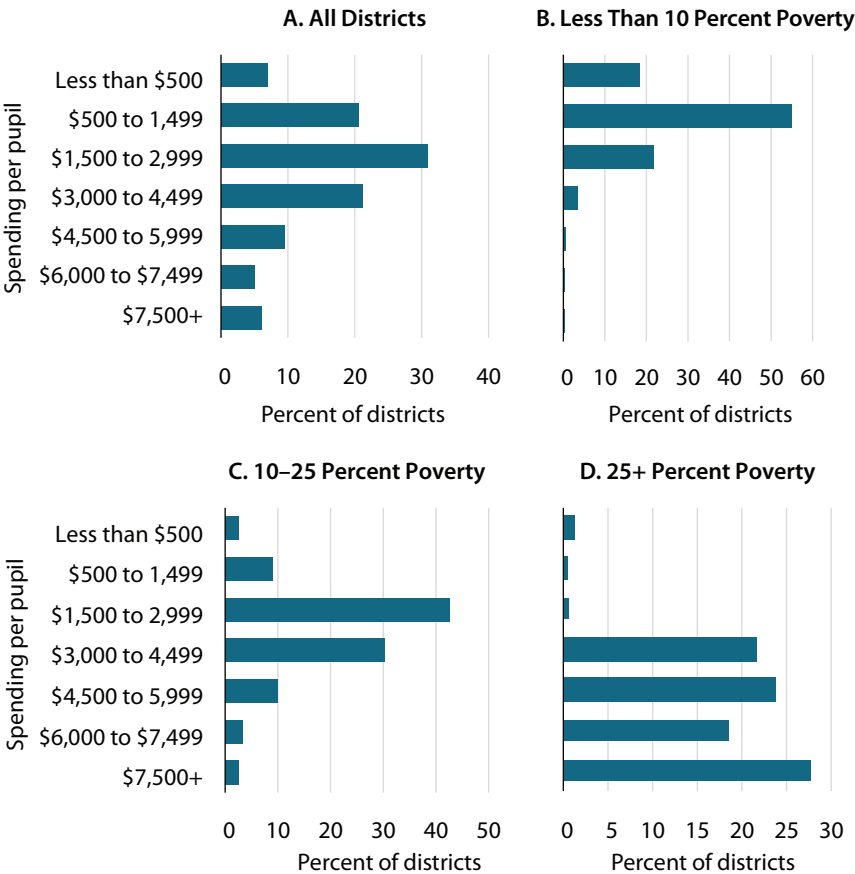 A. All Districts
Spending per pupil
Less than $500
$500 to 1,499
$1,500 to 2,999
$3,000 to 4,499
$4,500 to 5,999
$6,000 to $7,499
$7,500+
0 10 20 30 40
Percent of districts
B. Less Than 10 Percent Poverty
0 10 20 30 40 50 60
Percent of districts
C. 10–25 Percent Poverty
Spending per pupil
Less than $500
$500 to 1,499
$1,500 to 2,999
$3,000 to 4,499
$4,500 to 5,999
$6,000 to $7,499
$7,500+
0 10 20 30 40 50
Percent of districts
D. 25+ Percent Poverty
0 5 10 15 20 25 30
Percent of districts